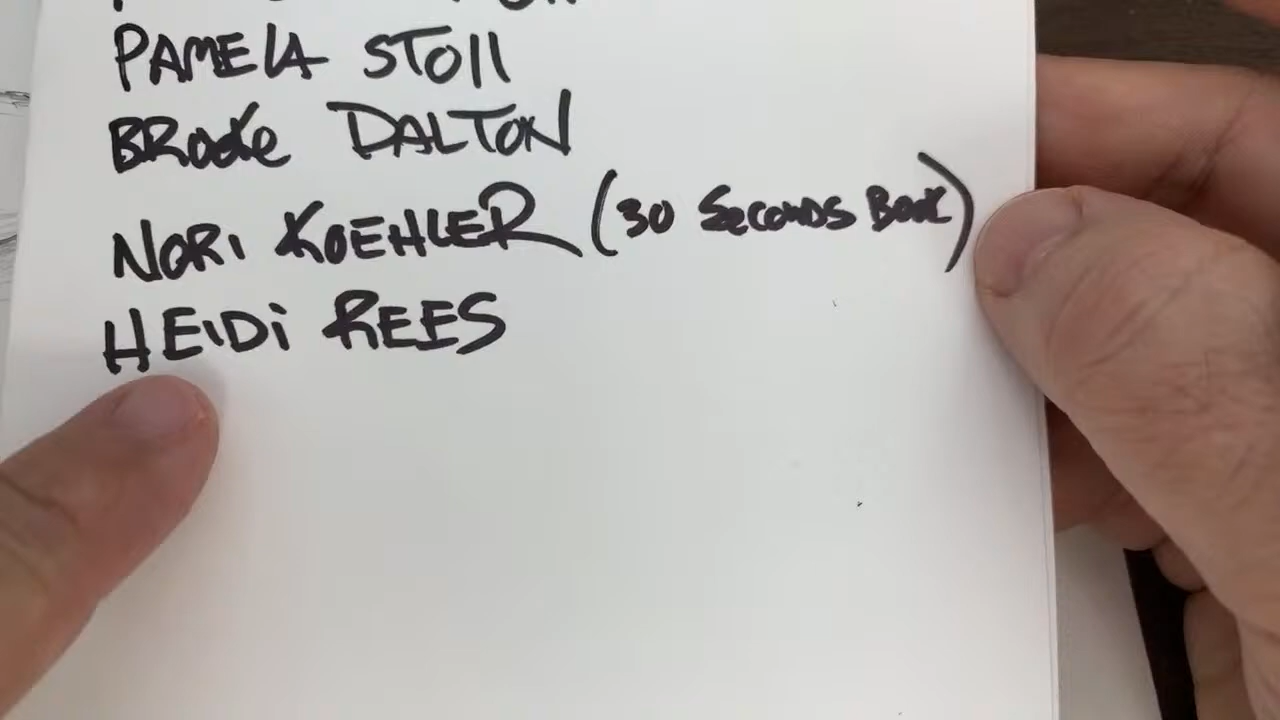 PAMELA STOLL
BROOKE DALTON
NORI KOEHLER (30 SECONDS BOOK)
HEIDI REES